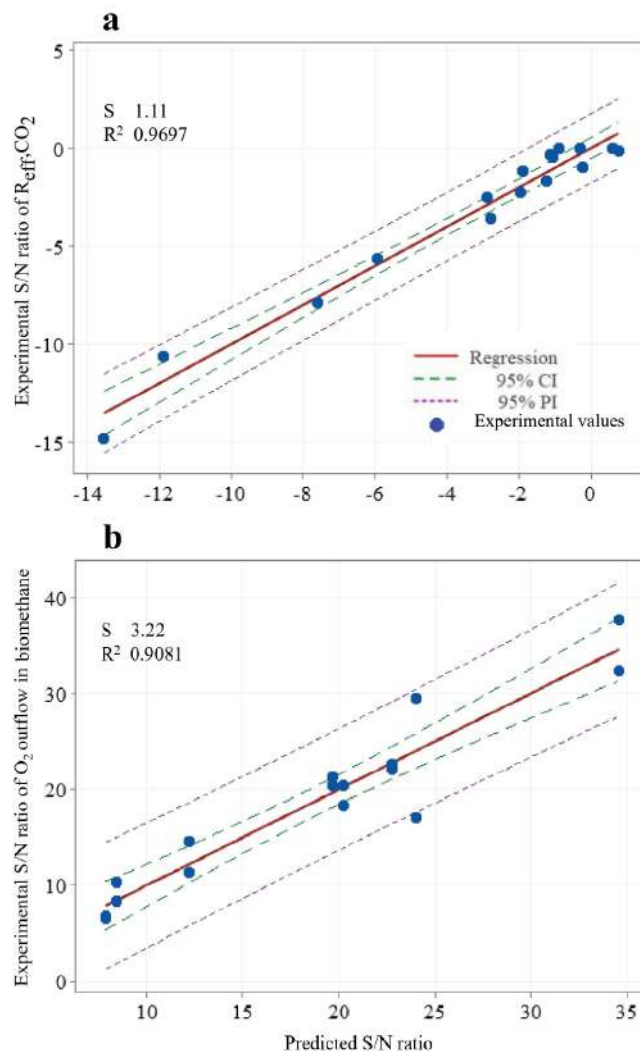 a
5
0
-5
-10
-15
Experimental S/N ratio of Reff,CO2
S 1.11
R2 0.9697
Regression
95% CI
95% PI
Experimental values
-14 -12 -10 -8 -6 -4 -2 0
b
40
30
20
10
0
Experimental S/N ratio of O2 outflow in biomethane
S 3.22
R2 0.9081
10 15 20 25 30 35
Predicted S/N ratio